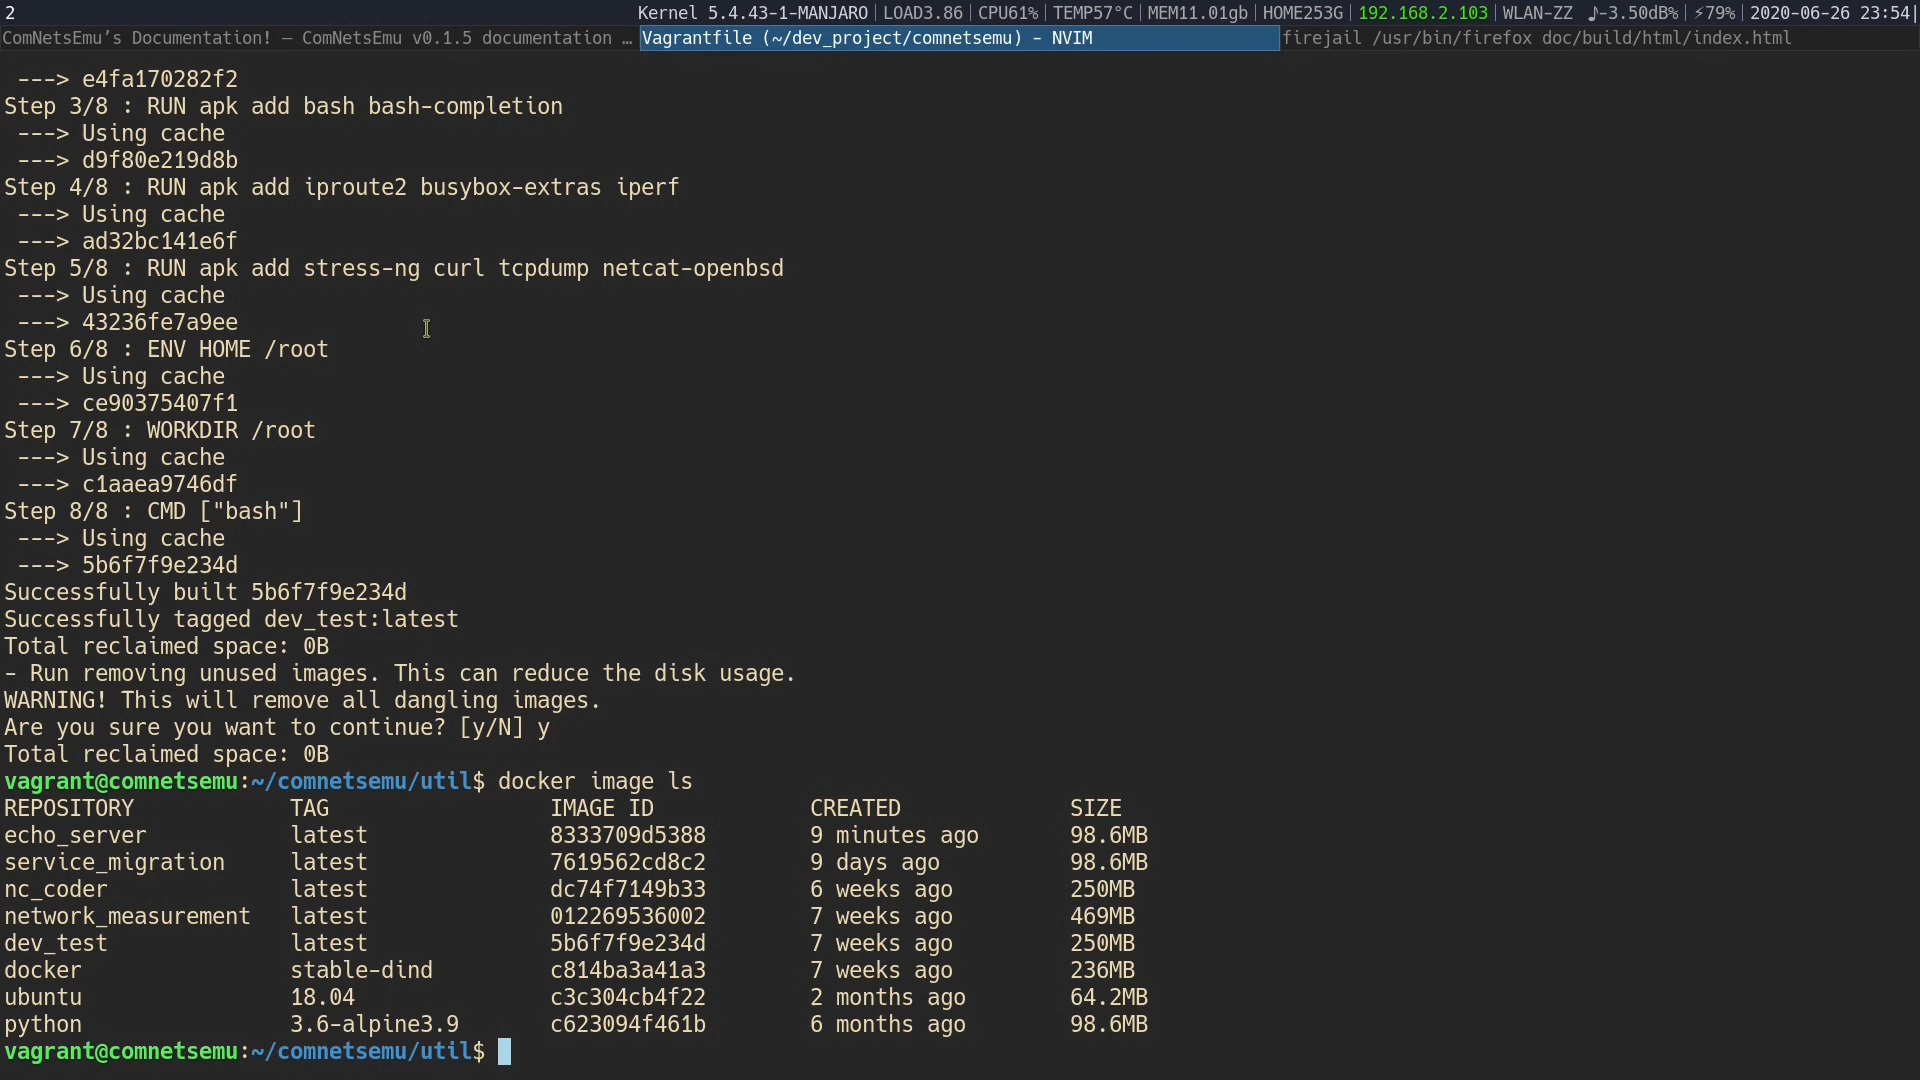 2 Kernel 5.4.43-1-MANJARO|LOAD3.86|CPU61%|TEMP57°C|MEM11.01gb|HOME253G|192.168.2.103|WLAN-ZZ ♪-3.50dB%|⚡79%|2020-06-26 23:54|
ComNetsEmu’s Documentation! — ComNetsEmu v0.1.5 documentation … Vagrantfile (~/dev_project/comnetsemu) - NVIM firejail /usr/bin/firefox doc/build/html/index.html
---> e4fa170282f2
Step 3/8 : RUN apk add bash bash-completion
---> Using cache
---> d9f80e219d8b
Step 4/8 : RUN apk add iproute2 busybox-extras iperf
---> Using cache
---> ad32bc141e6f
Step 5/8 : RUN apk add stress-ng curl tcpdump netcat-openbsd
---> Using cache
---> 43236fe7a9ee
Step 6/8 : ENV HOME /root
---> Using cache
---> ce90375407f1
Step 7/8 : WORKDIR /root
---> Using cache
---> c1aaea9746df
Step 8/8 : CMD ["bash"]
---> Using cache
---> 5b6f7f9e234d
Successfully built 5b6f7f9e234d
Successfully tagged dev_test:latest
Total reclaimed space: 0B
- Run removing unused images. This can reduce the disk usage.
WARNING! This will remove all dangling images.
Are you sure you want to continue? [y/N] y
Total reclaimed space: 0B
vagrant@comnetsemu:~/comnetsemu/util$ docker image ls
REPOSITORY TAG IMAGE ID CREATED SIZE
echo_server latest 8333709d5388 9 minutes ago 98.6MB
service_migration latest 7619562cd8c2 9 days ago 98.6MB
nc_coder latest dc74f7149b33 6 weeks ago 250MB
network_measurement latest 012269536002 7 weeks ago 469MB
dev_test latest 5b6f7f9e234d 7 weeks ago 250MB
docker stable-dind c814ba3a41a3 7 weeks ago 236MB
ubuntu 18.04 c3c304cb4f22 2 months ago 64.2MB
python 3.6-alpine3.9 c623094f461b 6 months ago 98.6MB
vagrant@comnetsemu:~/comnetsemu/util$